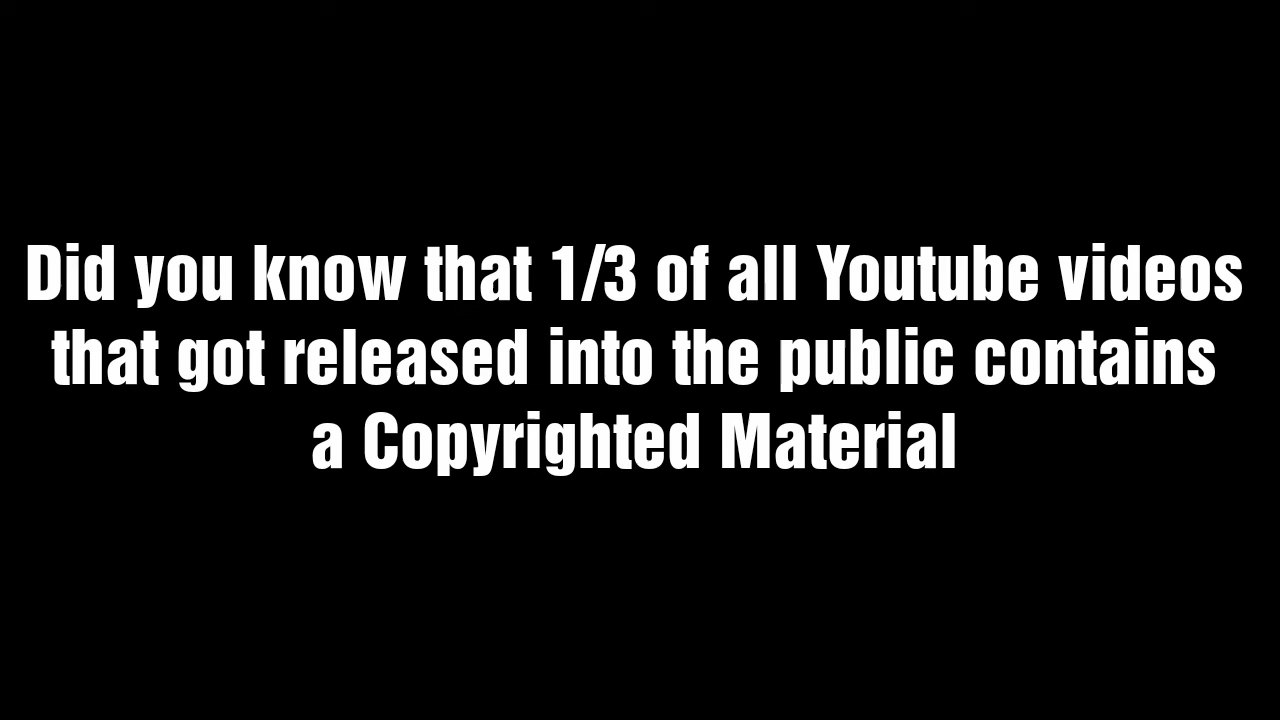 Did you know that 1/3 of all Youtube videos
that got released into the public contains
a Copyrighted Material